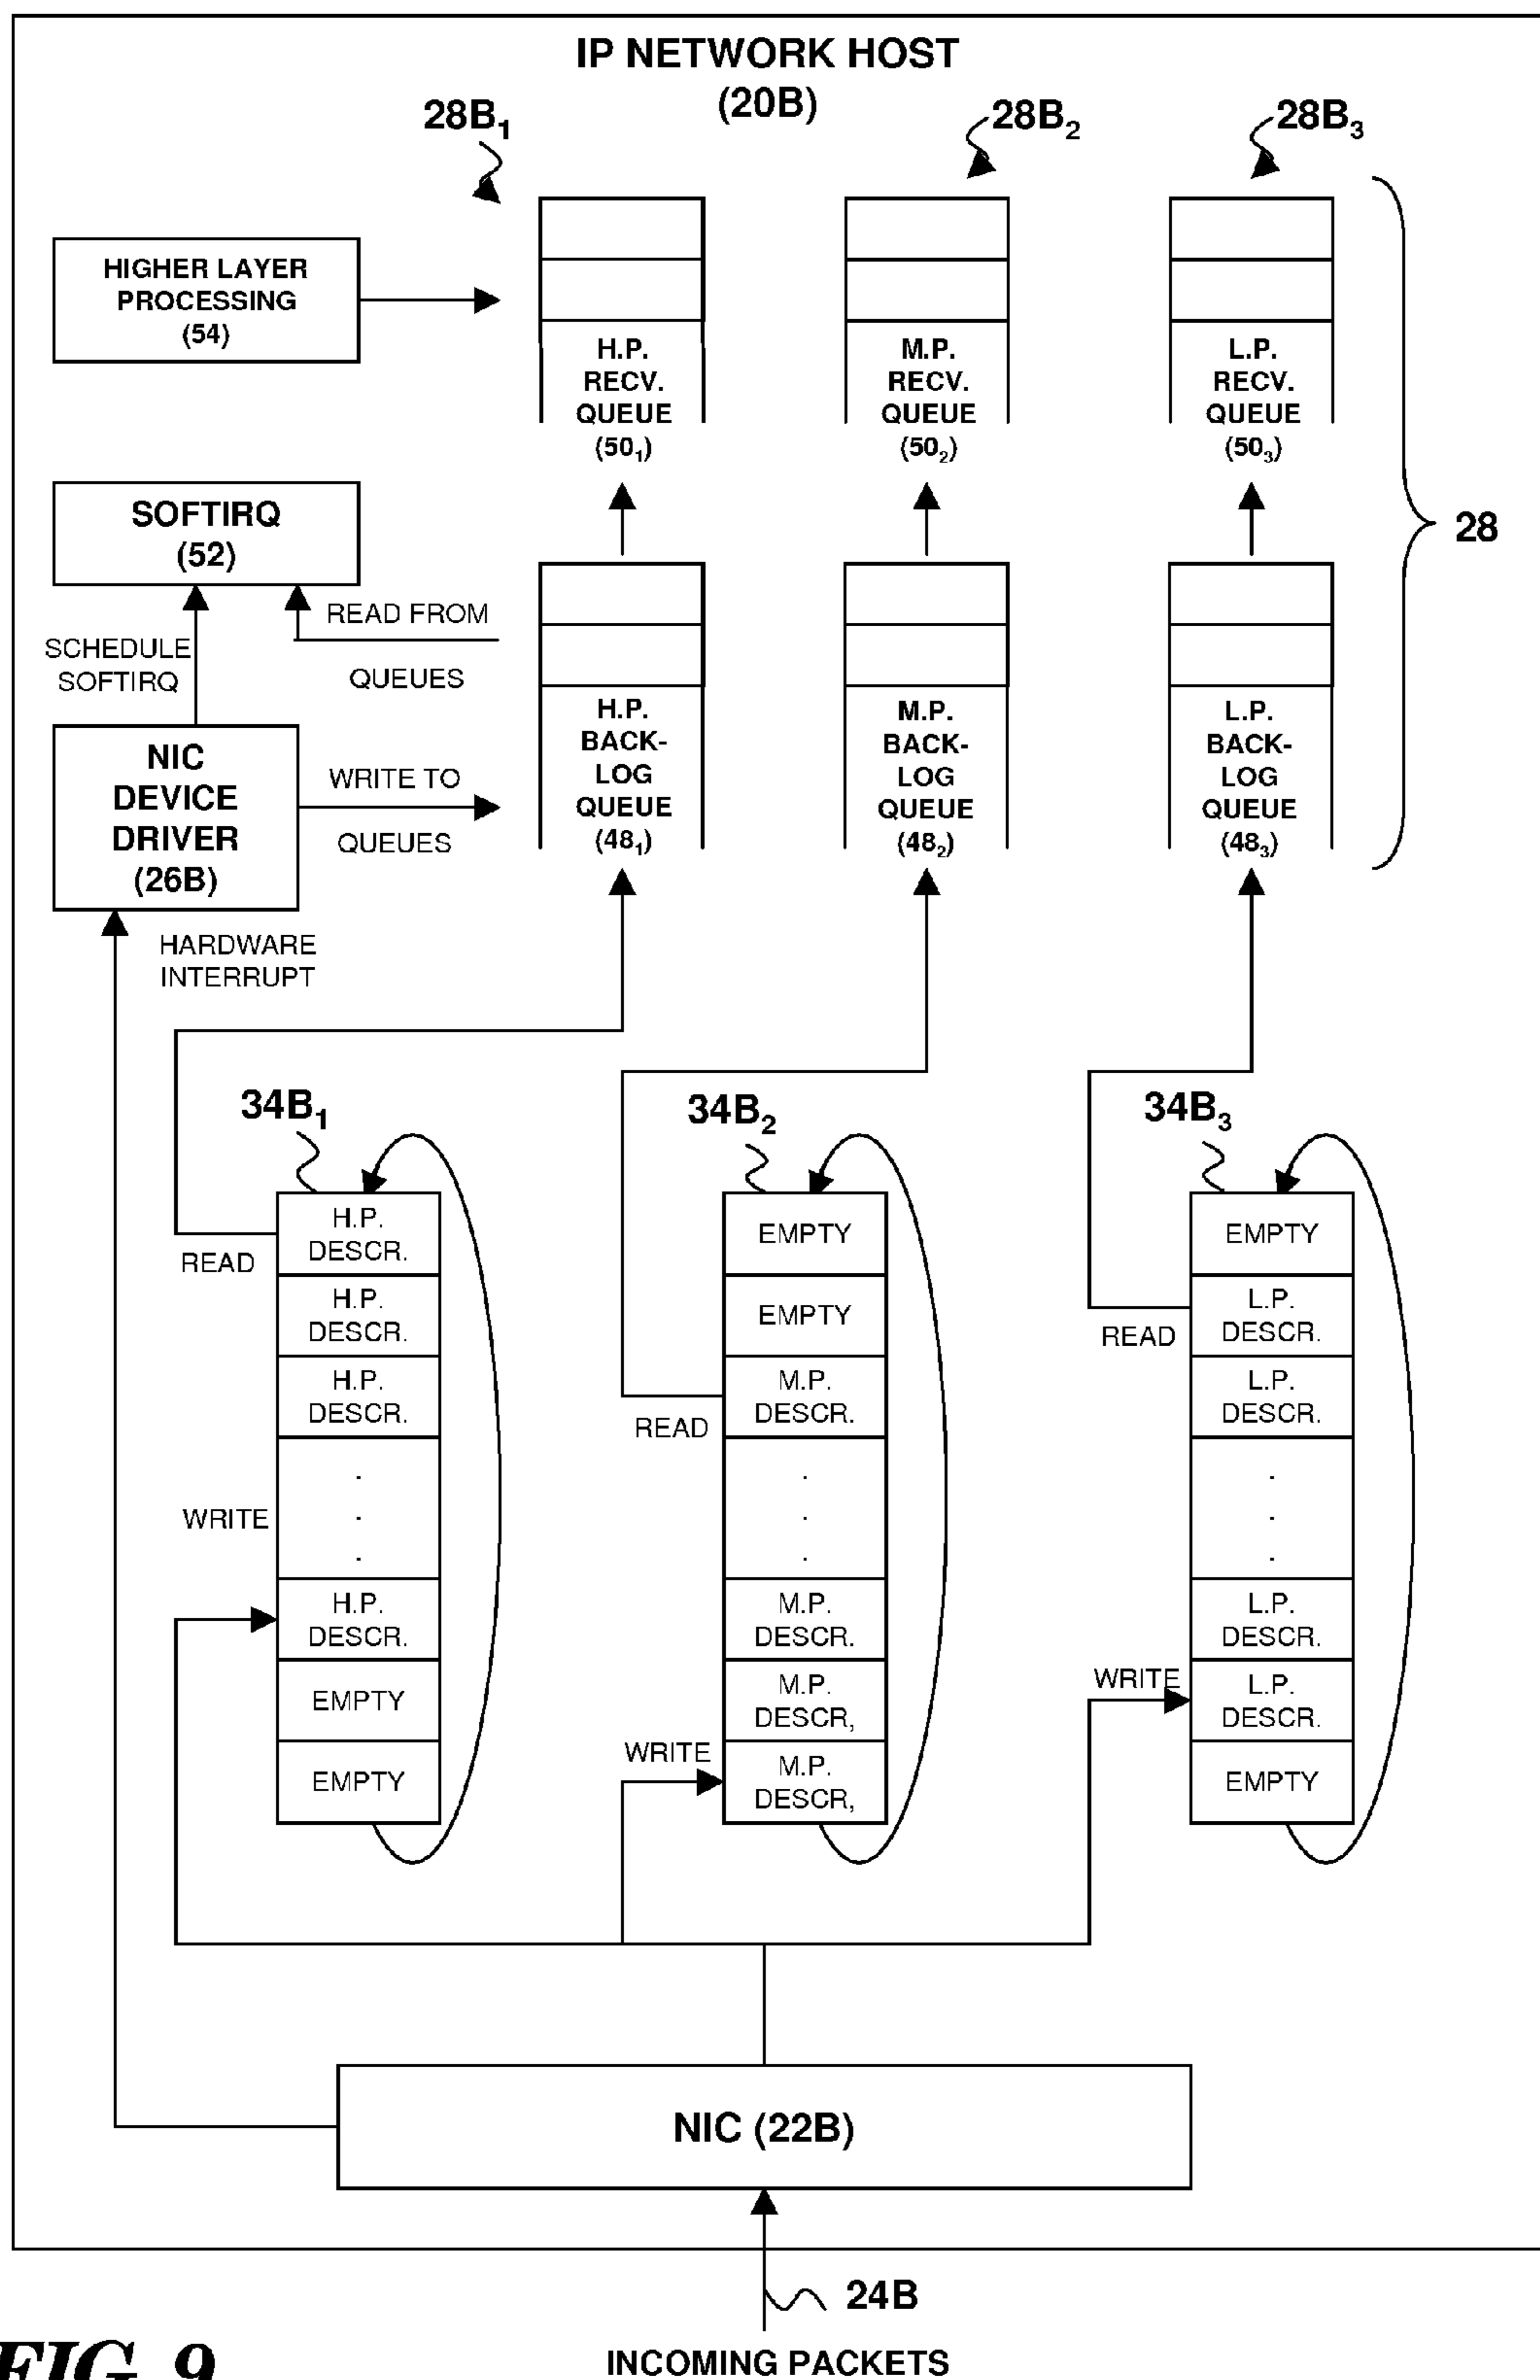 IP NETWORK HOST
(20B)
28B1
28B2
28B3
HIGHER LAYER
PROCESSING
(54)
H.P.
RECV.
QUEUE
(501)
M.P.
RECV.
QUEUE
(502)
L.P.
RECV.
QUEUE
(503)
28
SOFTIRQ
(52)
READ FROM
QUEUES
SCHEDULE
SOFTIRQ
NIC
DEVICE
DRIVER
(26B)
WRITE TO
QUEUES
H.P.
BACK-
LOG
QUEUE
(481)
M.P.
BACK-
LOG
QUEUE
(482)
L.P.
BACK-
LOG
QUEUE
(483)
HARDWARE
INTERRUPT
34B1
34B2
34B3
READ
H.P.
DESCR.
H.P.
DESCR.
H.P.
DESCR.
.
.
.
WRITE
H.P.
DESCR.
EMPTY
EMPTY
EMPTY
EMPTY
READ
M.P.
DESCR.
.
.
.
M.P.
DESCR.
M.P.
DESCR,
WRITE
M.P.
DESCR,
EMPTY
READ
L.P.
DESCR.
L.P.
DESCR.
.
.
.
L.P.
DESCR.
WRITE
L.P.
DESCR.
EMPTY
NIC (22B)
24B
INCOMING PACKETS
FIG. 9